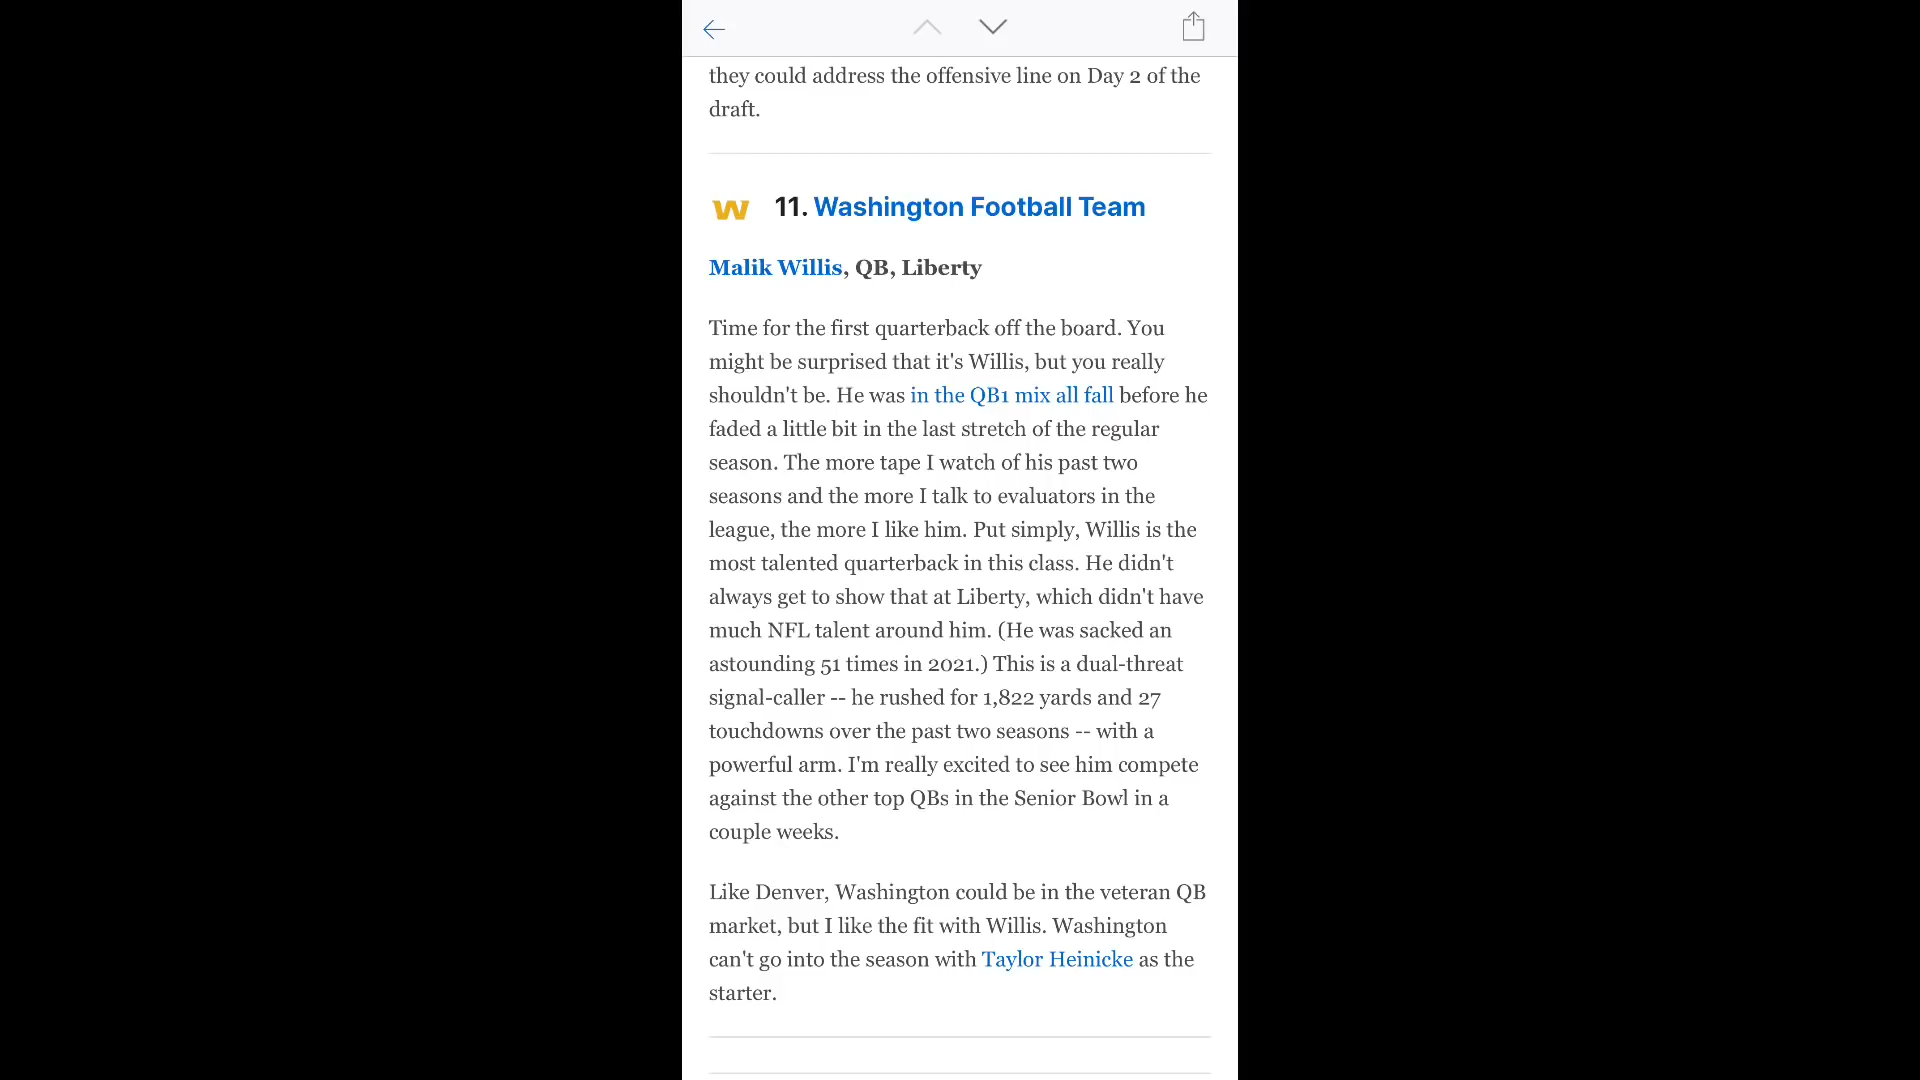 they could address the offensive line on Day 2 of the
draft.
W 11. Washington Football Team
Malik Willis, QB, Liberty
Time for the first quarterback off the board. You
might be surprised that it's Willis, but you really
shouldn't be. He was in the QB1 mix all fall before he
faded a little bit in the last stretch of the regular
season. The more tape I watch of his past two
seasons and the more I talk to evaluators in the
league, the more I like him. Put simply, Willis is the
most talented quarterback in this class. He didn't
always get to show that at Liberty, which didn't have
much NFL talent around him. (He was sacked an
astounding 51 times in 2021.) This is a dual-threat
signal-caller -- he rushed for 1,822 yards and 27
touchdowns over the past two seasons -- with a
powerful arm. I'm really excited to see him compete
against the other top QBs in the Senior Bowl in a
couple weeks.
Like Denver, Washington could be in the veteran QB
market, but I like the fit with Willis. Washington
can't go into the season with Taylor Heinicke as the
starter.